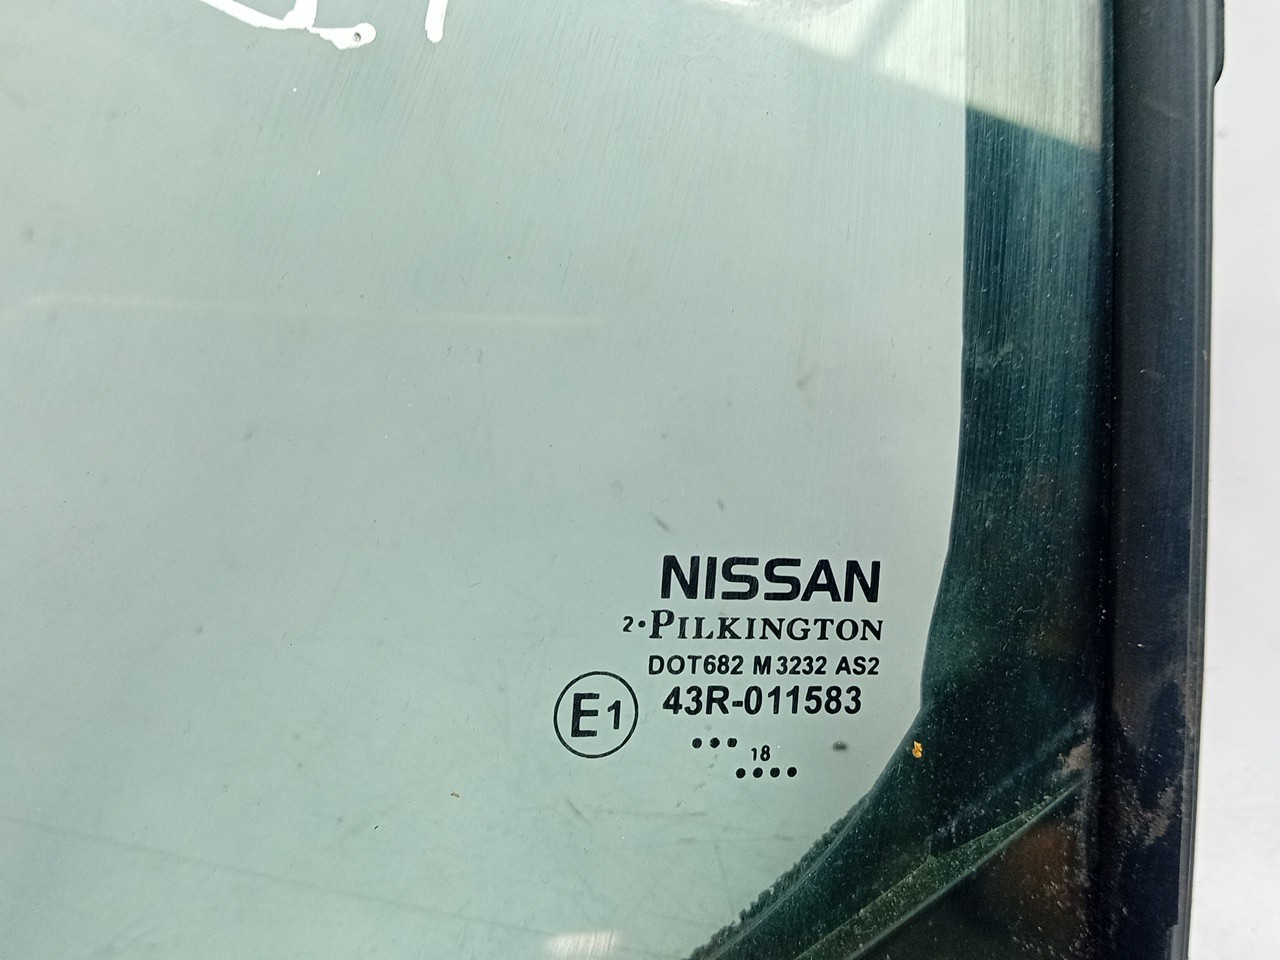 NISSAN
2•PILKINGTON
DOT682 M3232 AS2
E1 43R-011583
••• 18
••••